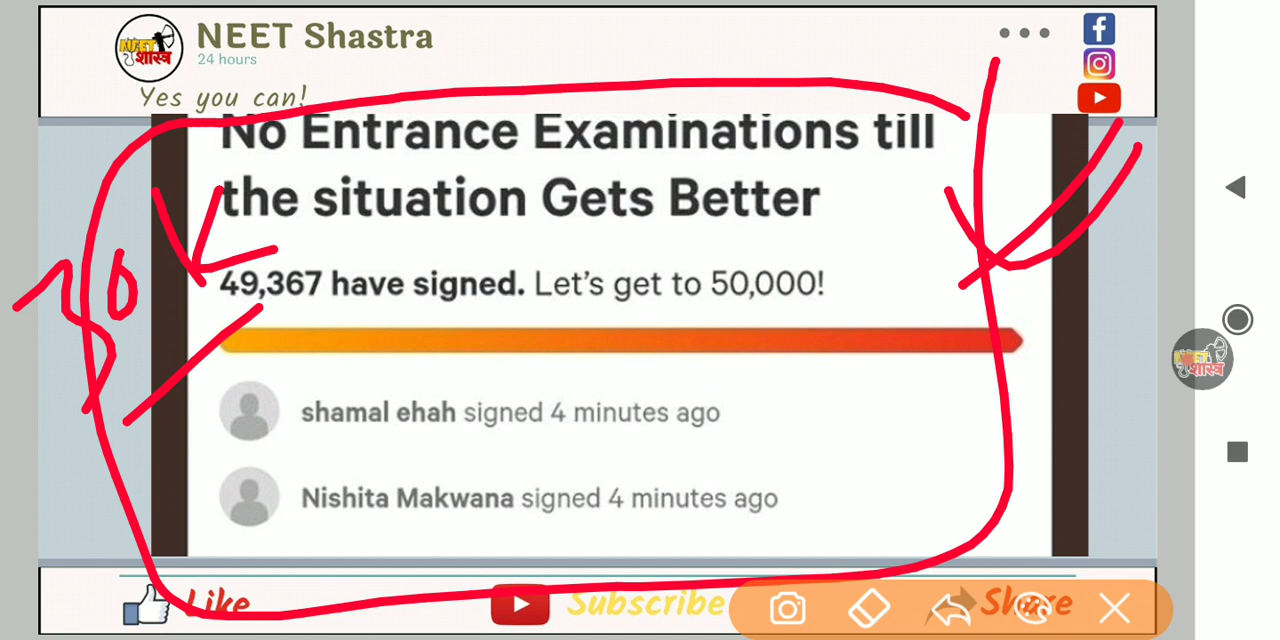 NEET शास्त्र
NEET Shastra
24 hours
Yes you can!
No Entrance Examinations till
the situation Gets Better
49,367 have signed. Let's get to 50,000!
shamal ehah signed 4 minutes ago
Nishita Makwana signed 4 minutes ago
NEET शास्त्र
Like
Subscribe
Share